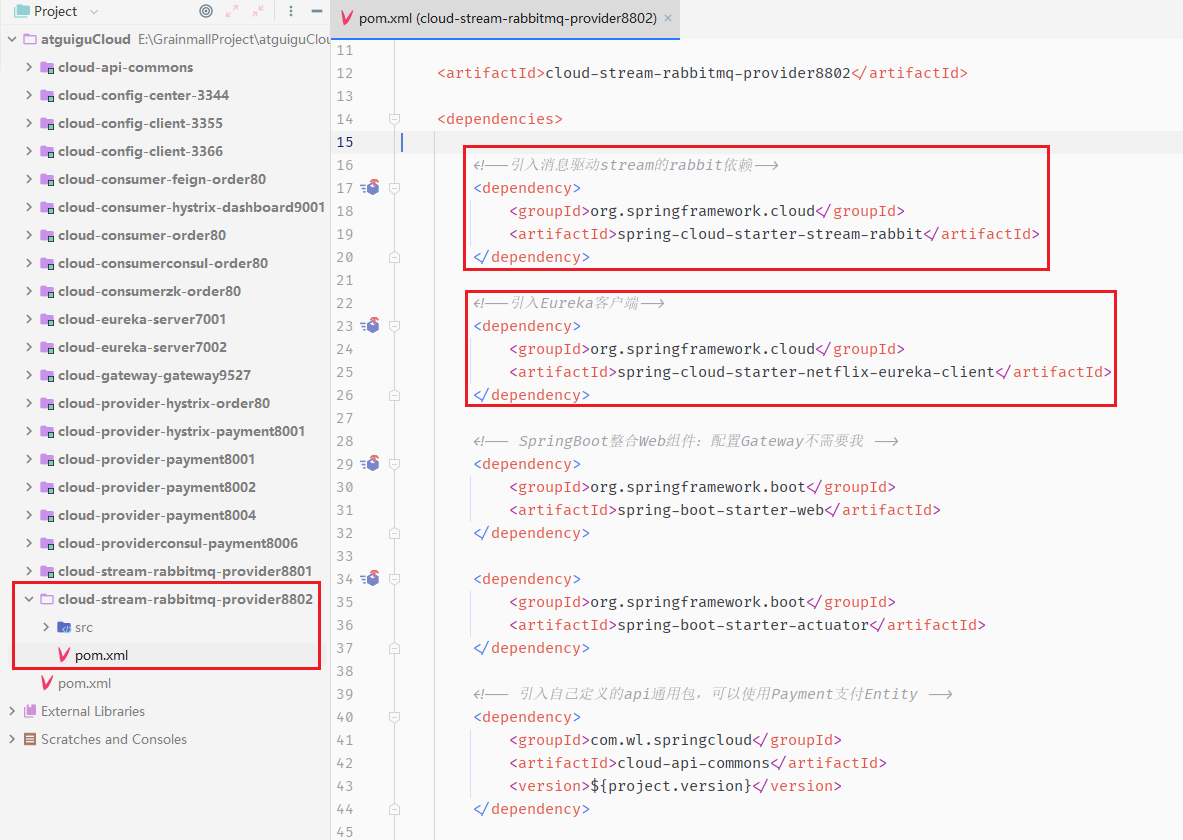 Project
atguiguCloud E:\GrainmallProject\atguiguClou
cloud-api-commons
cloud-config-center-3344
cloud-config-client-3355
cloud-config-client-3366
cloud-consumer-feign-order80
cloud-consumer-hystrix-dashboard9001
cloud-consumer-order80
cloud-consumerconsul-order80
cloud-consumerzk-order80
cloud-eureka-server7001
cloud-eureka-server7002
cloud-gateway-gateway9527
cloud-provider-hystrix-order80
cloud-provider-hystrix-payment8001
cloud-provider-payment8001
cloud-provider-payment8002
cloud-provider-payment8004
cloud-providerconsul-payment8006
cloud-stream-rabbitmq-provider8801
cloud-stream-rabbitmq-provider8802
src
pom.xml
pom.xml
External Libraries
Scratches and Consoles
pom.xml (cloud-stream-rabbitmq-provider8802)
11
12 <artifactId>cloud-stream-rabbitmq-provider8802</artifactId>
13
14 <dependencies>
15
16 <!--引入消息驱动stream的rabbit依赖-->
17 <dependency>
18 <groupId>org.springframework.cloud</groupId>
19 <artifactId>spring-cloud-starter-stream-rabbit</artifactId>
20 </dependency>
21
22 <!--引入Eureka客户端-->
23 <dependency>
24 <groupId>org.springframework.cloud</groupId>
25 <artifactId>spring-cloud-starter-netflix-eureka-client</artifactId>
26 </dependency>
27
28 <!-- SpringBoot整合Web组件：配置Gateway不需要我 -->
29 <dependency>
30 <groupId>org.springframework.boot</groupId>
31 <artifactId>spring-boot-starter-web</artifactId>
32 </dependency>
33
34 <dependency>
35 <groupId>org.springframework.boot</groupId>
36 <artifactId>spring-boot-starter-actuator</artifactId>
37 </dependency>
38
39 <!-- 引入自己定义的api通用包，可以使用Payment支付Entity -->
40 <dependency>
41 <groupId>com.wl.springcloud</groupId>
42 <artifactId>cloud-api-commons</artifactId>
43 <version>${project.version}</version>
44 </dependency>
45